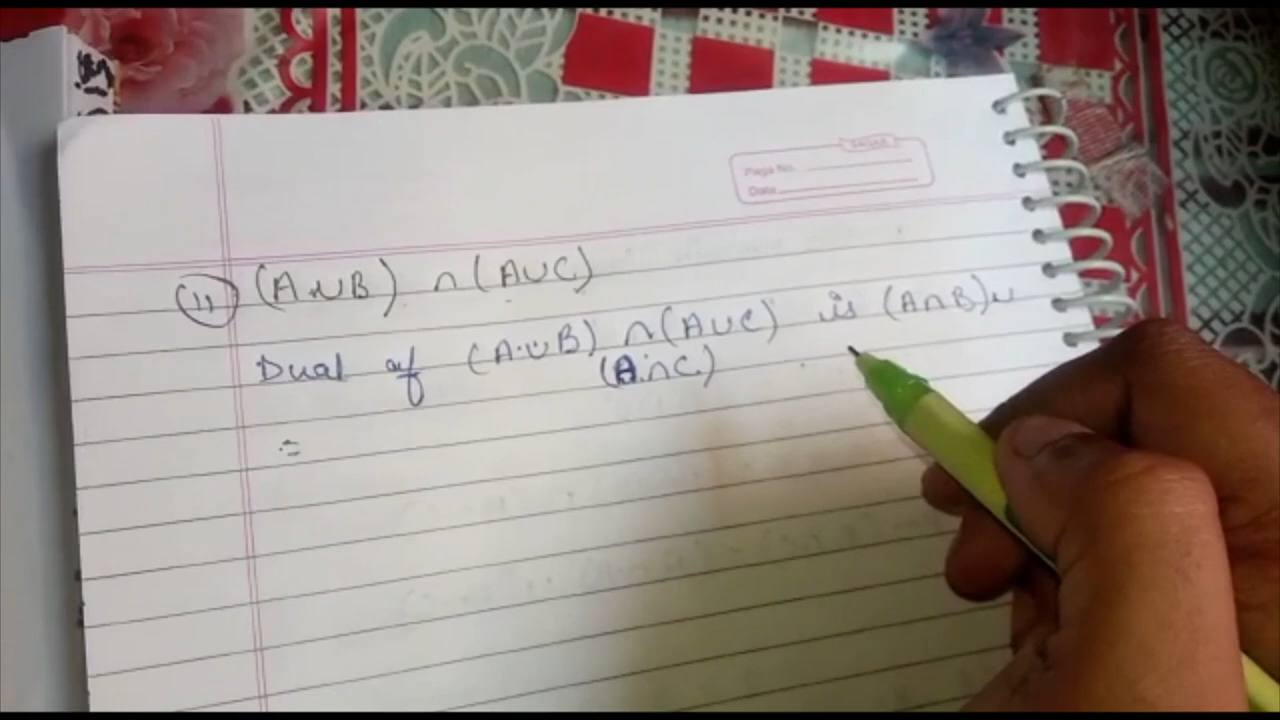 Page No.
Date
(11) (A∪B) ∩ (A∪C)
Dual of (A∪B) ∩ (A∪C) is (A∩B)∪
(A∩C)
=